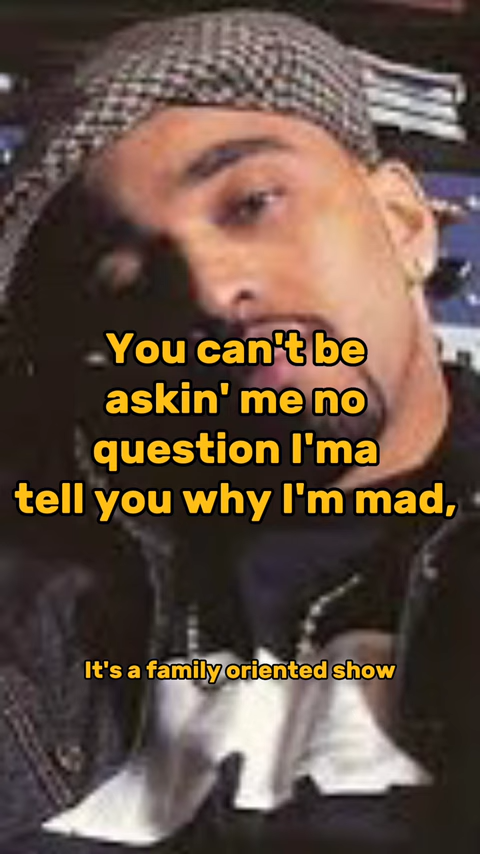 You can't be
askin' me no
question I'ma
tell you why I'm mad,
It's a family oriented show